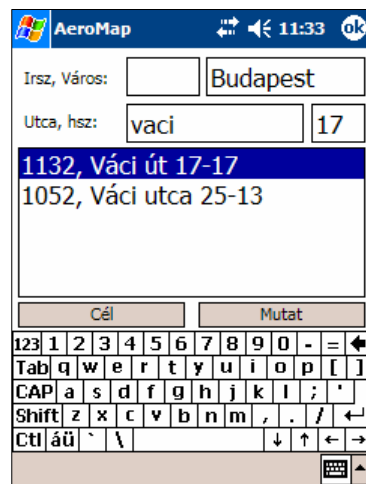 AeroMap 11:33 ok
Irsz, Város: Budapest
Utca, hsz: vaci 17
1132, Váci út 17-17
1052, Váci utca 25-13
Cél Mutat
123 1 2 3 4 5 6 7 8 9 0 - = ←
Tab q w e r t y u i o p [ ]
CAP a s d f g h j k l ; '
Shift z x c v b n m , . / ↵
Ctl áü ` \ ↓ ↑ ← →